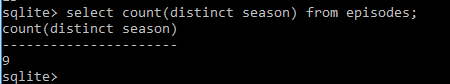 sqlite> select count(distinct season) from episodes;
count(distinct season)
----------------------
9
sqlite>